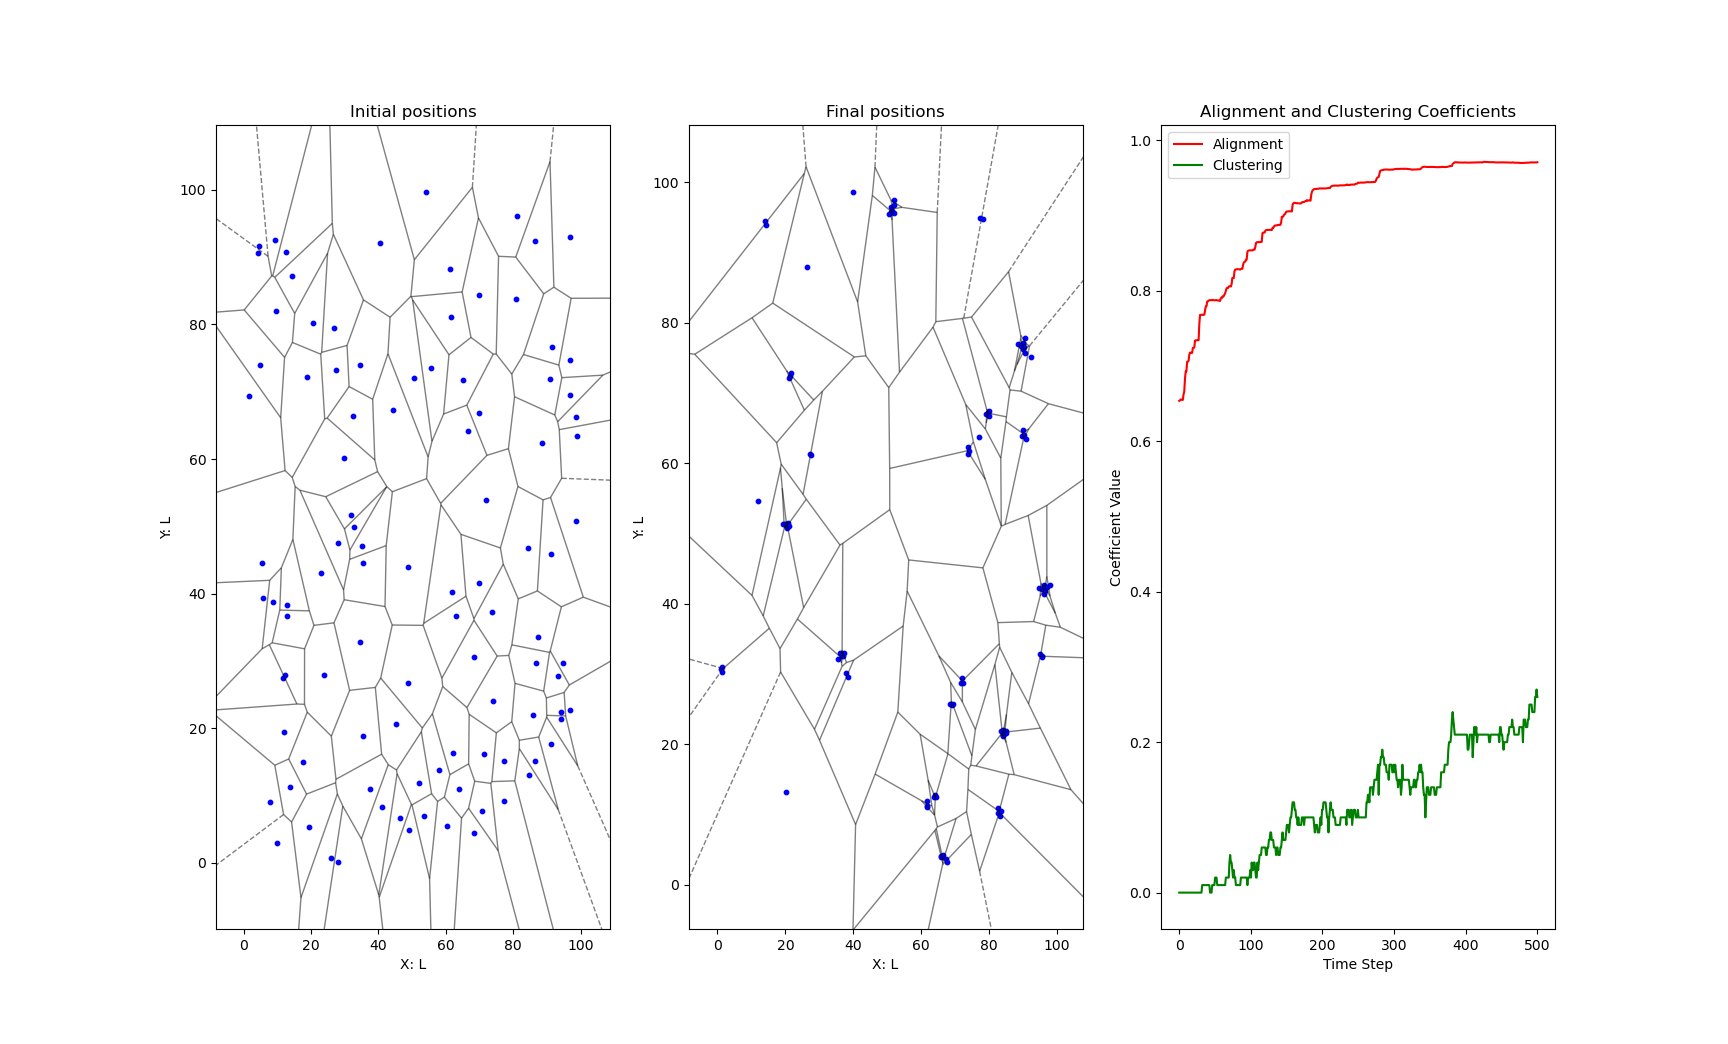 Initial positions
100
80
60
40
20
0
Y: L
0 20 40 60 80 100
X: L
Final positions
100
80
60
40
20
0
Y: L
0 20 40 60 80 100
X: L
Alignment and Clustering Coefficients
Alignment
Clustering
1.0
0.8
0.6
0.4
0.2
0.0
Coefficient Value
0 100 200 300 400 500
Time Step